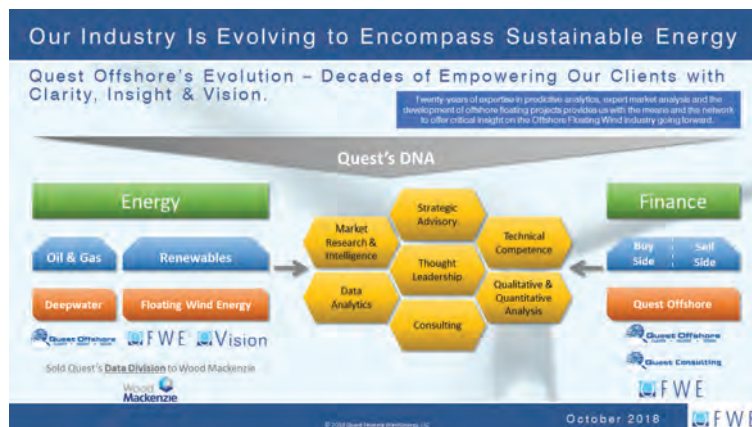 Our Industry Is Evolving to Encompass Sustainable Energy
Quest Offshore's Evolution – Decades of Empowering Our Clients with
Clarity, Insight & Vision.
Twenty years of expertise in predictive analytics, expert market analysis and the
development of offshore floating projects provides us with the means and the network
to offer critical insight on the Offshore Floating Wind industry going forward.
Quest's DNA
Energy
Finance
Strategic
Advisory
Market
Research &
Intelligence
Technical
Competence
Oil & Gas
Renewables
Thought
Leadership
Buy
Side
Sell
Side
Data
Analytics
Qualitative &
Quantitative
Analysis
Deepwater
Floating Wind Energy
Consulting
Quest Offshore
Quest Offshore
FWE
Vision
Quest Offshore
Sold Quest's Data Division to Wood Mackenzie
Quest Consulting
Wood
Mackenzie
FWE
October 2018
FWE